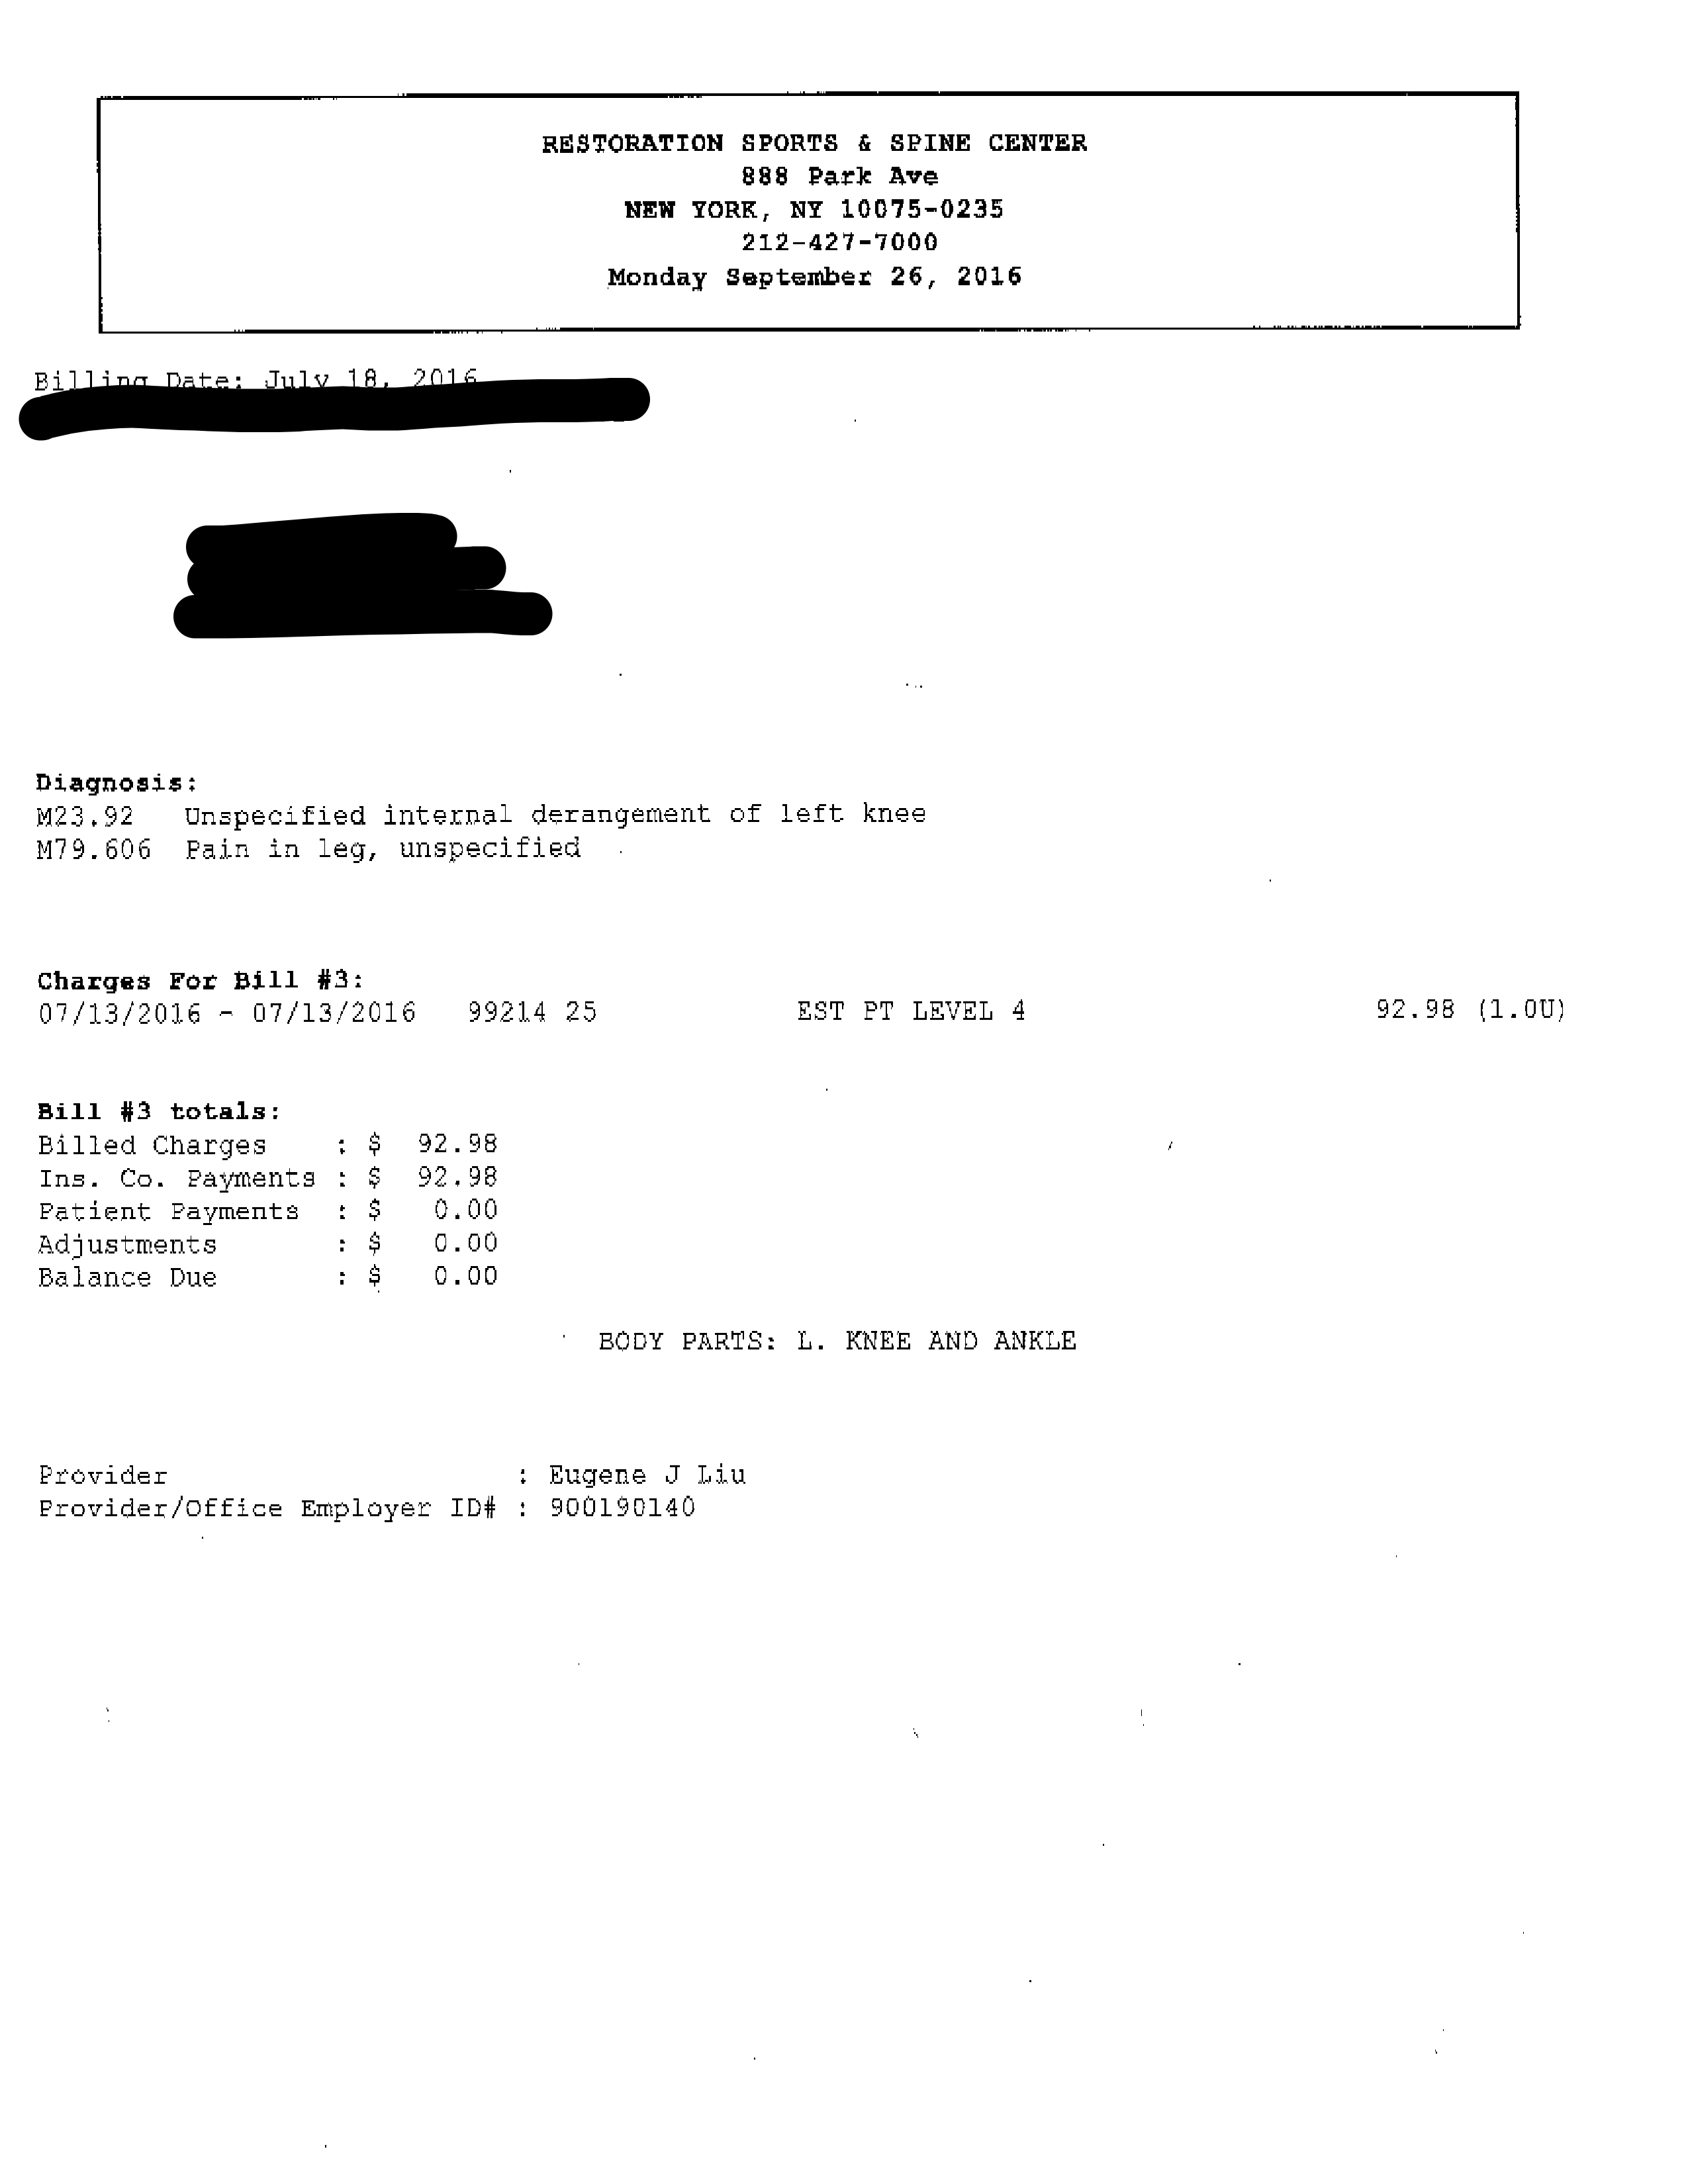 RESTORATION SPORTS & SPINE CENTER
888 Park Ave
NEW YORK, NY 10075-0235
212-427-7000
Monday September 26, 2016
Billing Date: July 18, 2016
Diagnosis:
M23.92 Unspecified internal derangement of left knee
M79.606 Pain in leg, unspecified
Charges For Bill #3:
07/13/2016 - 07/13/2016 99214 25 EST PT LEVEL 4 92.98 (1.0U)
Bill #3 totals:
Billed Charges : $ 92.98
Ins. Co. Payments : $ 92.98
Patient Payments : $ 0.00
Adjustments : $ 0.00
Balance Due : $ 0.00
BODY PARTS: L. KNEE AND ANKLE
Provider : Eugene J Liu
Provider/Office Employer ID# : 900190140